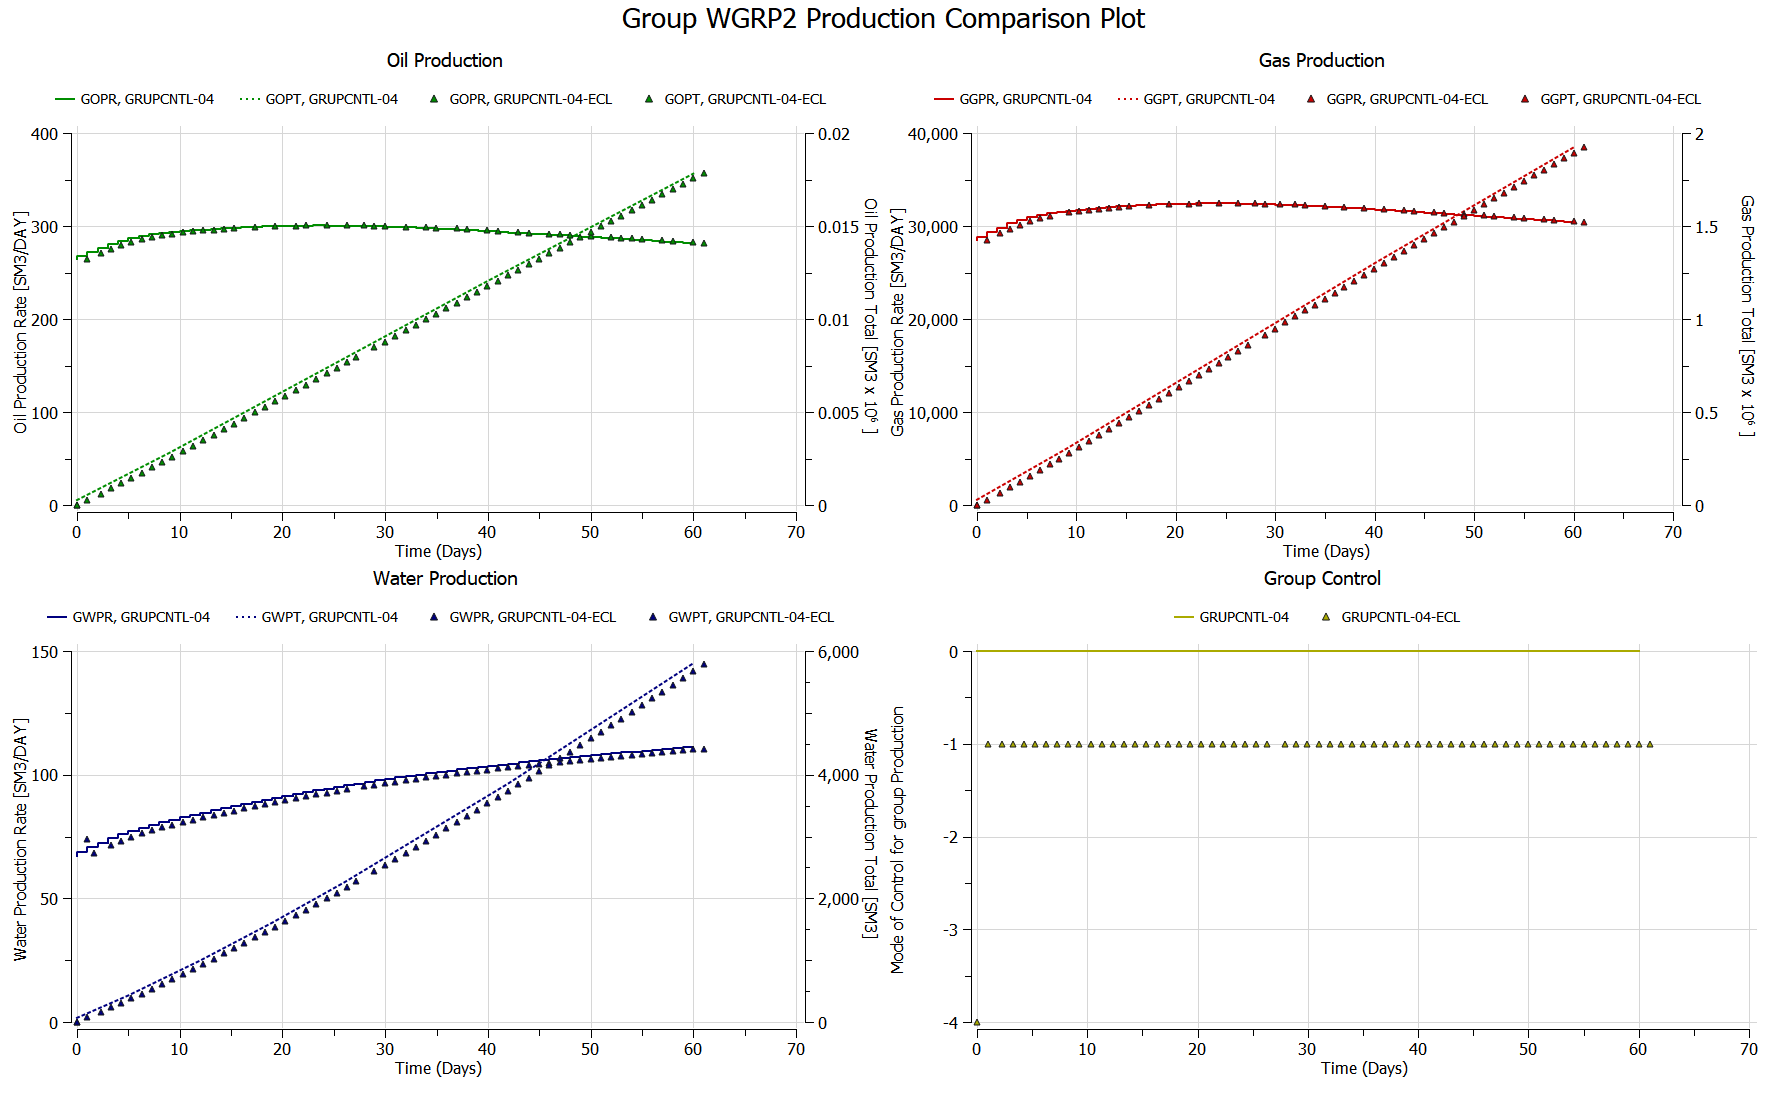 Group WGRP2 Production Comparison Plot
Oil Production
GOPR, GRUPCNTL-04 GOPT, GRUPCNTL-04 GOPR, GRUPCNTL-04-ECL GOPT, GRUPCNTL-04-ECL
Oil Production Rate [SM3/DAY]
400
300
200
100
0
0.02
0.015
0.01
0.005
0
Oil Production Total [SM3 x 10⁶ ]
0 10 20 30 40 50 60 70
Time (Days)
Gas Production
GGPR, GRUPCNTL-04 GGPT, GRUPCNTL-04 GGPR, GRUPCNTL-04-ECL GGPT, GRUPCNTL-04-ECL
Gas Production Rate [SM3/DAY]
40,000
30,000
20,000
10,000
0
2
1.5
1
0.5
0
Gas Production Total [SM3 x 10⁶ ]
0 10 20 30 40 50 60 70
Time (Days)
Water Production
GWPR, GRUPCNTL-04 GWPT, GRUPCNTL-04 GWPR, GRUPCNTL-04-ECL GWPT, GRUPCNTL-04-ECL
Water Production Rate [SM3/DAY]
150
100
50
0
6,000
4,000
2,000
0
Water Production Total [SM3]
0 10 20 30 40 50 60 70
Time (Days)
Group Control
GRUPCNTL-04 GRUPCNTL-04-ECL
Mode of Control for group Production
0
-1
-2
-3
-4
0 10 20 30 40 50 60 70
Time (Days)